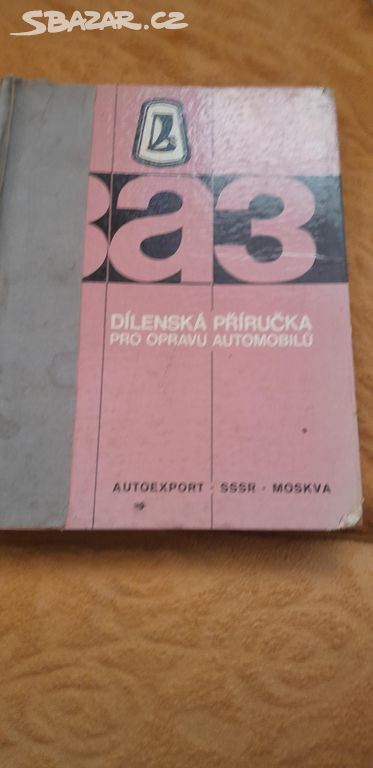 SBAZAR.CZ
ваз
DÍLENSKÁ PŘÍRUČKA
PRO OPRAVU AUTOMOBILŮ
AUTOEXPORT · SSSR · MOSKVA